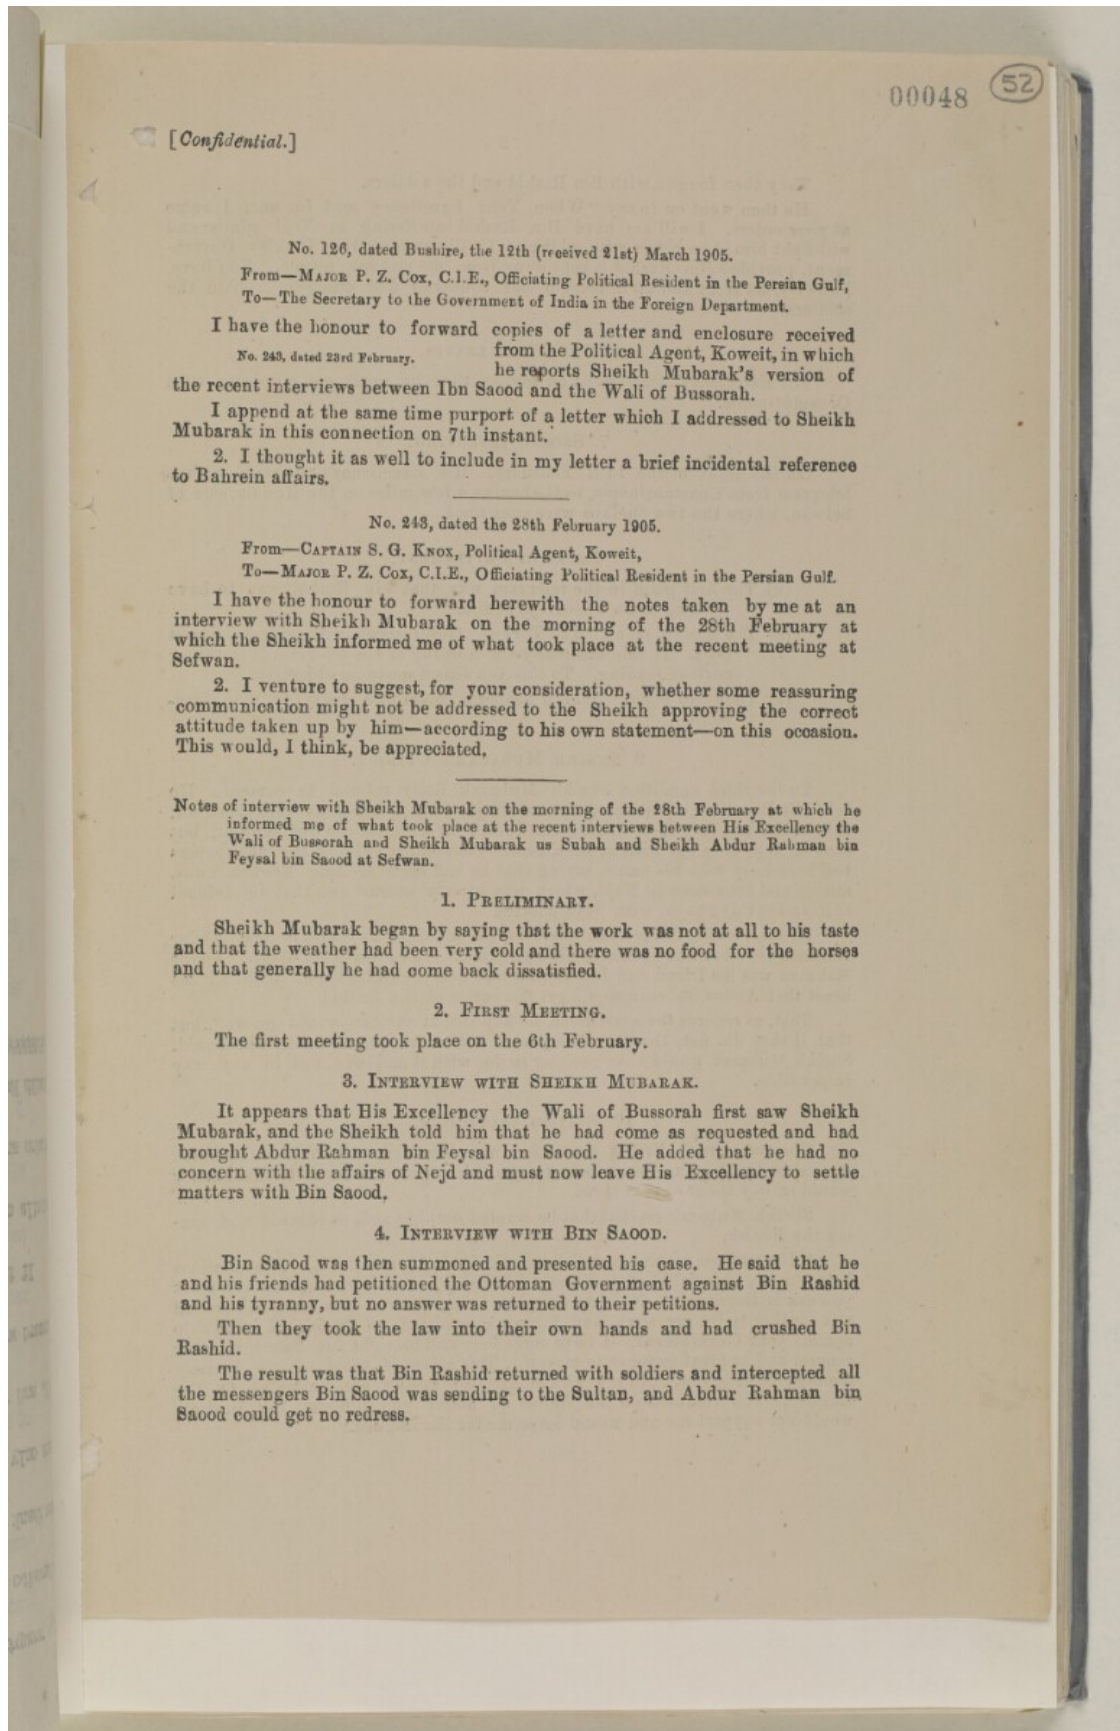 00048
52
[Confidential.]
No. 126, dated Bushire, the 12th (received 21st) March 1905.
From—MAJOR P. Z. COX, C.I.E., Officiating Political Resident in the Persian Gulf,
To—The Secretary to the Government of India in the Foreign Department.
I have the honour to forward copies of a letter and enclosure received
No. 243, dated 23rd February.
from the Political Agent, Koweit, in which
he reports Sheikh Mubarak's version of
the recent interviews between Ibn Saood and the Wali of Bussorah.
I append at the same time purport of a letter which I addressed to Sheikh
Mubarak in this connection on 7th instant.
2. I thought it as well to include in my letter a brief incidental reference
to Bahrein affairs.
No. 243, dated the 28th February 1905.
From—CAPTAIN S. G. KNOX, Political Agent, Koweit,
To—MAJOR P. Z. COX, C.I.E., Officiating Political Resident in the Persian Gulf.
I have the honour to forward herewith the notes taken by me at an
interview with Sheikh Mubarak on the morning of the 28th February at
which the Sheikh informed me of what took place at the recent meeting at
Sefwan.
2. I venture to suggest, for your consideration, whether some reassuring
communication might not be addressed to the Sheikh approving the correct
attitude taken up by him—according to his own statement—on this occasion.
This would, I think, be appreciated.
Notes of interview with Sheikh Mubarak on the morning of the 28th February at which he
informed me of what took place at the recent interviews between His Excellency the
Wali of Bussorah and Sheikh Mubarak us Subah and Sheikh Abdur Rahman bin
Feysal bin Saood at Sefwan.
1. PRELIMINARY.
Sheikh Mubarak began by saying that the work was not at all to his taste
and that the weather had been very cold and there was no food for the horses
and that generally he had come back dissatisfied.
2. FIRST MEETING.
The first meeting took place on the 6th February.
3. INTERVIEW WITH SHEIKH MUBARAK.
It appears that His Excellency the Wali of Bussorah first saw Sheikh
Mubarak, and the Sheikh told him that he had come as requested and had
brought Abdur Rahman bin Feysal bin Saood. He added that he had no
concern with the affairs of Nejd and must now leave His Excellency to settle
matters with Bin Saood.
4. INTERVIEW WITH BIN SAOOD.
Bin Saood was then summoned and presented his case. He said that he
and his friends had petitioned the Ottoman Government against Bin Rashid
and his tyranny, but no answer was returned to their petitions.
Then they took the law into their own hands and had crushed Bin
Rashid.
The result was that Bin Rashid returned with soldiers and intercepted all
the messengers Bin Saood was sending to the Sultan, and Abdur Rahman bin
Saood could get no redress.